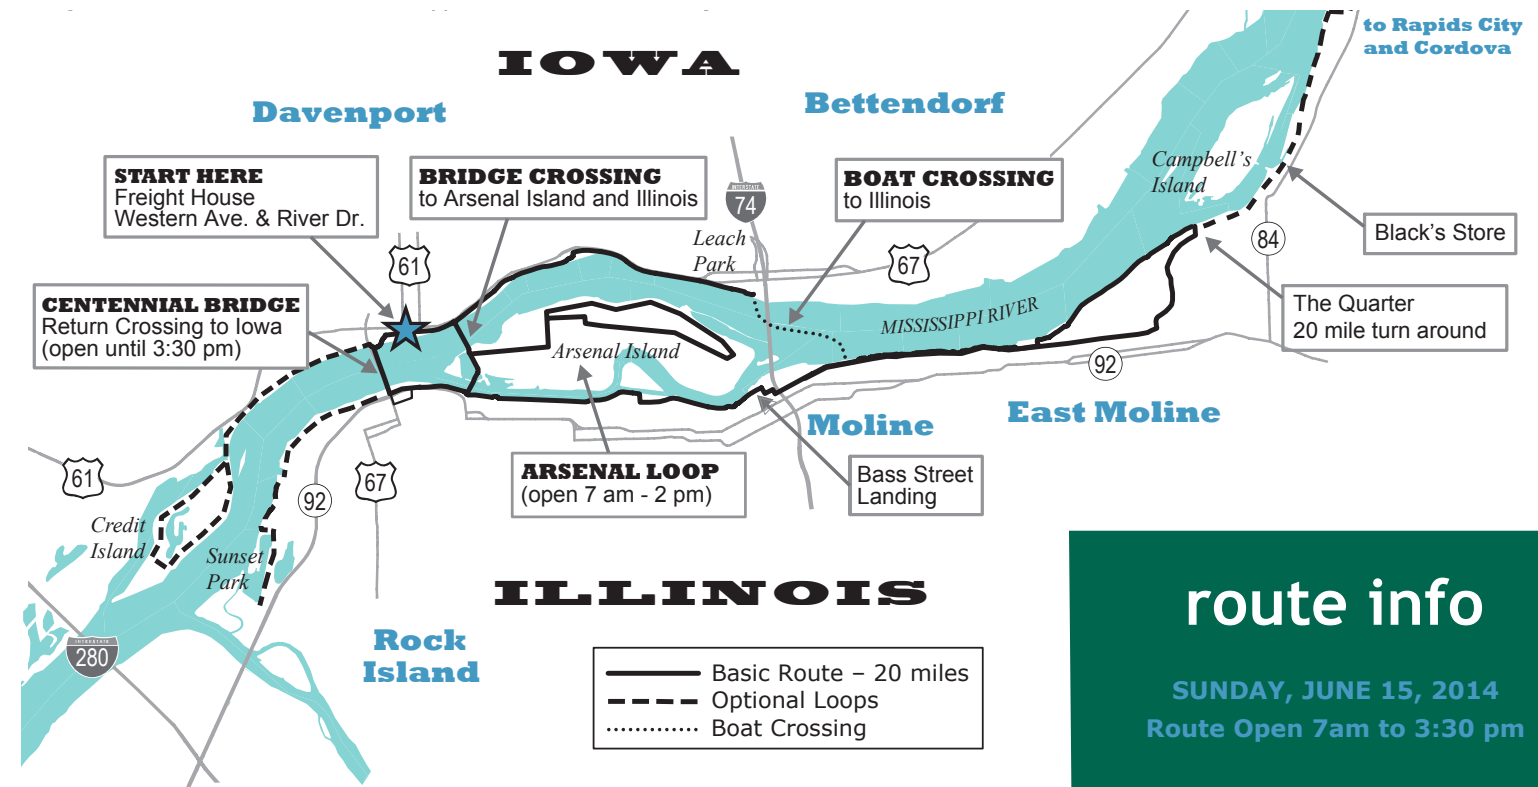 to Rapids City
and Cordova
IOWA
Davenport
Bettendorf
START HERE
Freight House
Western Ave. & River Dr.
BRIDGE CROSSING
to Arsenal Island and Illinois
INTERSTATE
74
BOAT CROSSING
to Illinois
Campbell's
Island
Black's Store
84
Leach
Park
61
67
CENTENNIAL BRIDGE
Return Crossing to Iowa
(open until 3:30 pm)
MISSISSIPPI RIVER
The Quarter
20 mile turn around
Arsenal Island
92
Moline
East Moline
ARSENAL LOOP
(open 7 am - 2 pm)
Bass Street
Landing
61
67
92
Credit
Island
Sunset
Park
ILLINOIS
Rock
Island
INTERSTATE
280
Basic Route – 20 miles
Optional Loops
Boat Crossing
route info
SUNDAY, JUNE 15, 2014
Route Open 7am to 3:30 pm